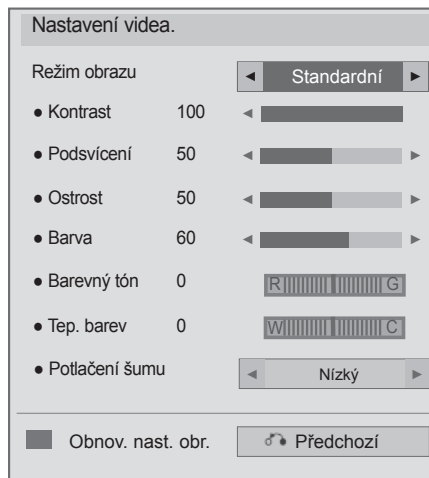 Nastavení videa.
Režim obrazu ◄ Standardní ►
● Kontrast 100
● Podsvícení 50
● Ostrost 50
● Barva 60
● Barevný tón 0 R G
● Tep. barev 0 W C
● Potlačení šumu ◄ Nízký ►
Obnov. nast. obr. Předchozí